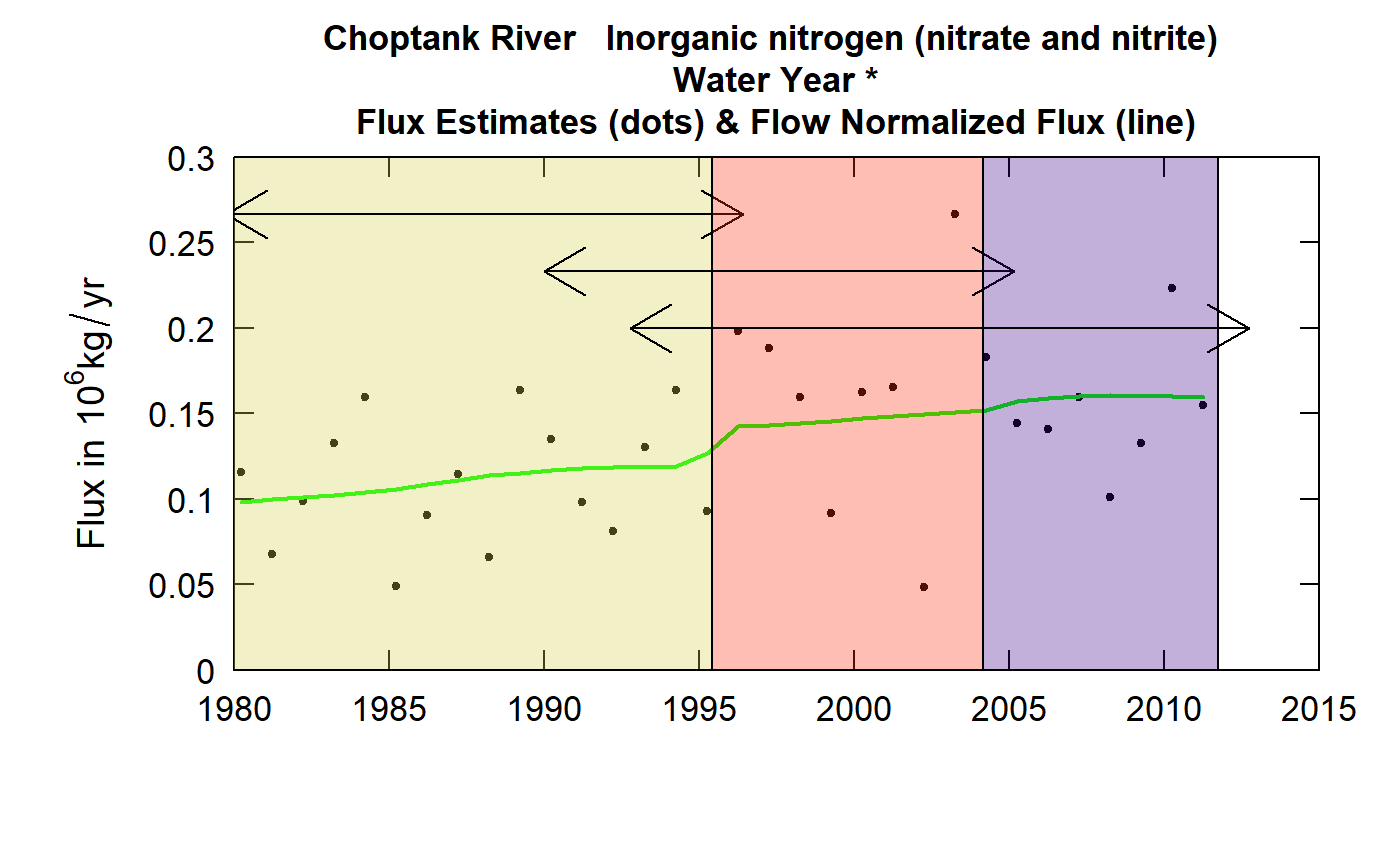 Choptank River Inorganic nitrogen (nitrate and nitrite)
Water Year *
Flux Estimates (dots) & Flow Normalized Flux (line)
Flux in 10⁶kg/yr
0.3
0.25
0.2
0.15
0.1
0.05
0
1980 1985 1990 1995 2000 2005 2010 2015